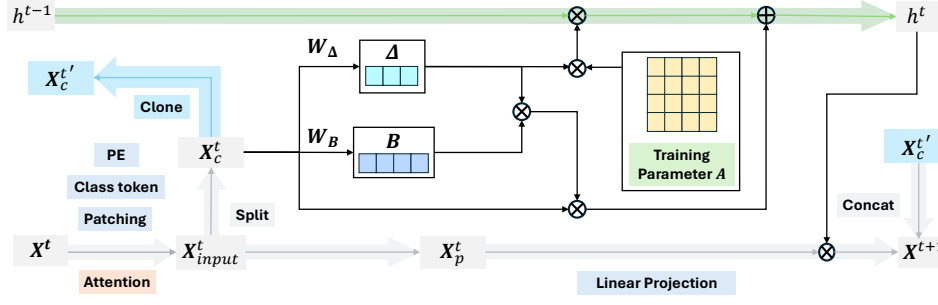 h^{t-1}
h^t
W_Δ
Δ
X_c^{t'}
Clone
W_B
B
Training
Parameter A
X_c^{t'}
X_c^t
PE
Class token
Patching
Split
Concat
X^t
X_{input}^t
X_p^t
X^{t+1}
Attention
Linear Projection